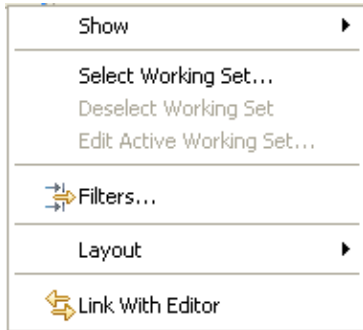 Show
Select Working Set...
Deselect Working Set
Edit Active Working Set...
Filters...
Layout
Link With Editor